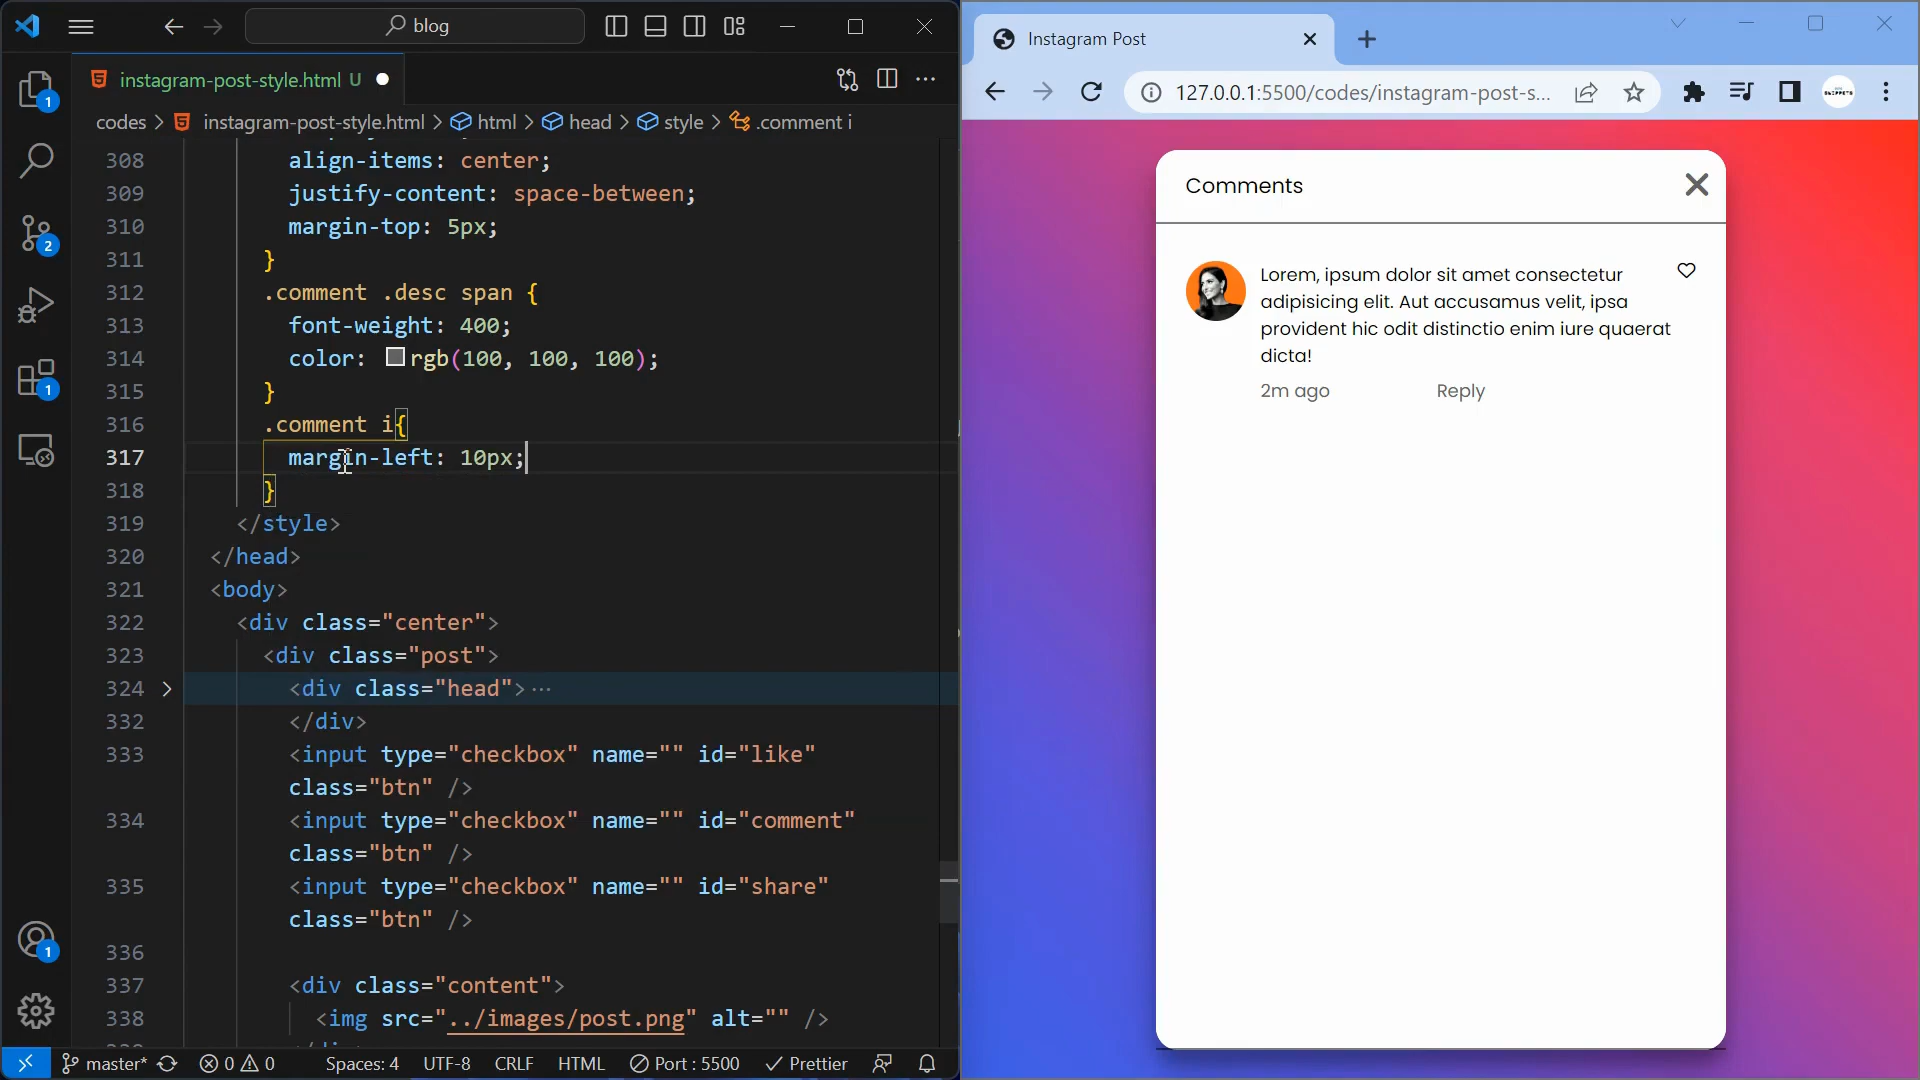 blog
instagram-post-style.html U
codes > instagram-post-style.html > html > head > style > .comment i
308 align-items: center;
309 justify-content: space-between;
310 margin-top: 5px;
311 }
312 .comment .desc span {
313 font-weight: 400;
314 color: rgb(100, 100, 100);
315 }
316 .comment i{
317 margin-left: 10px;
318 }
319 </style>
320 </head>
321 <body>
322 <div class="center">
323 <div class="post">
324 <div class="head">···
332 </div>
333 <input type="checkbox" name="" id="like"
class="btn" />
334 <input type="checkbox" name="" id="comment"
class="btn" />
335 <input type="checkbox" name="" id="share"
class="btn" />
336
337 <div class="content">
338 <img src="../images/post.png" alt="" />
1
2
1
1
master* 0 0 Spaces: 4 UTF-8 CRLF HTML Port : 5500 Prettier
Instagram Post
127.0.0.1:5500/codes/instagram-post-s...
Comments
Lorem, ipsum dolor sit amet consectetur
adipisicing elit. Aut accusamus velit, ipsa
provident hic odit distinctio enim iure quaerat
dicta!
2m ago Reply